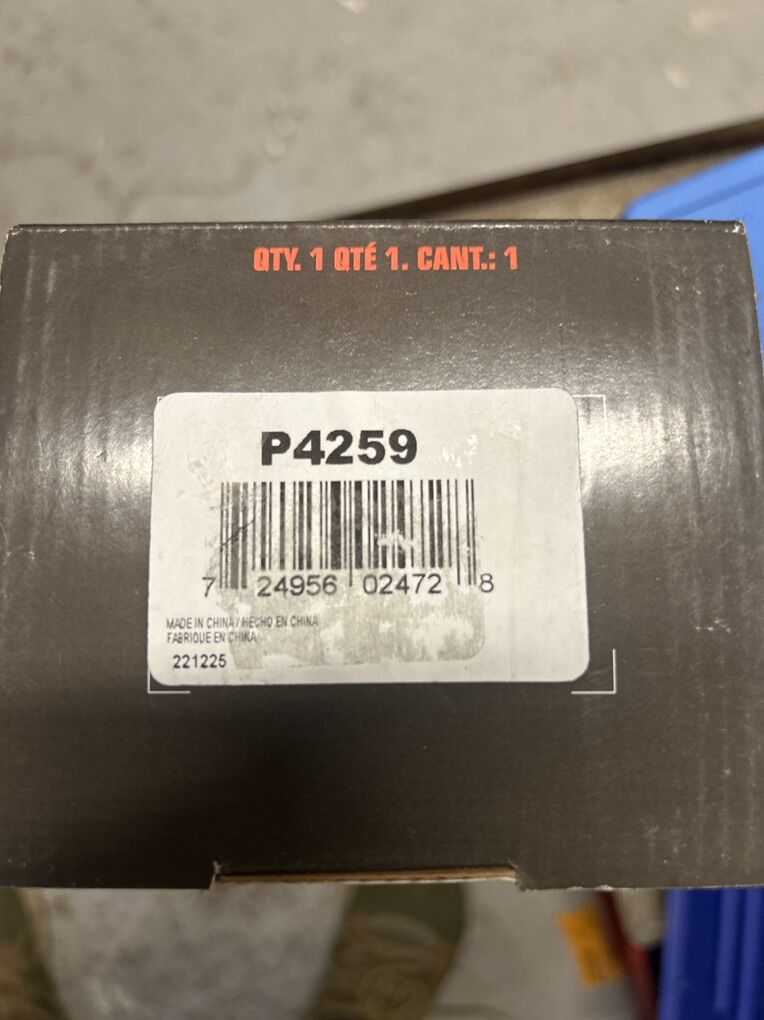 QTY. 1 QTÉ 1. CANT.: 1
P4259
7 24956 02472 8
MADE IN CHINA / HECHO EN CHINA
FABRIQUE EN CHINA
221225